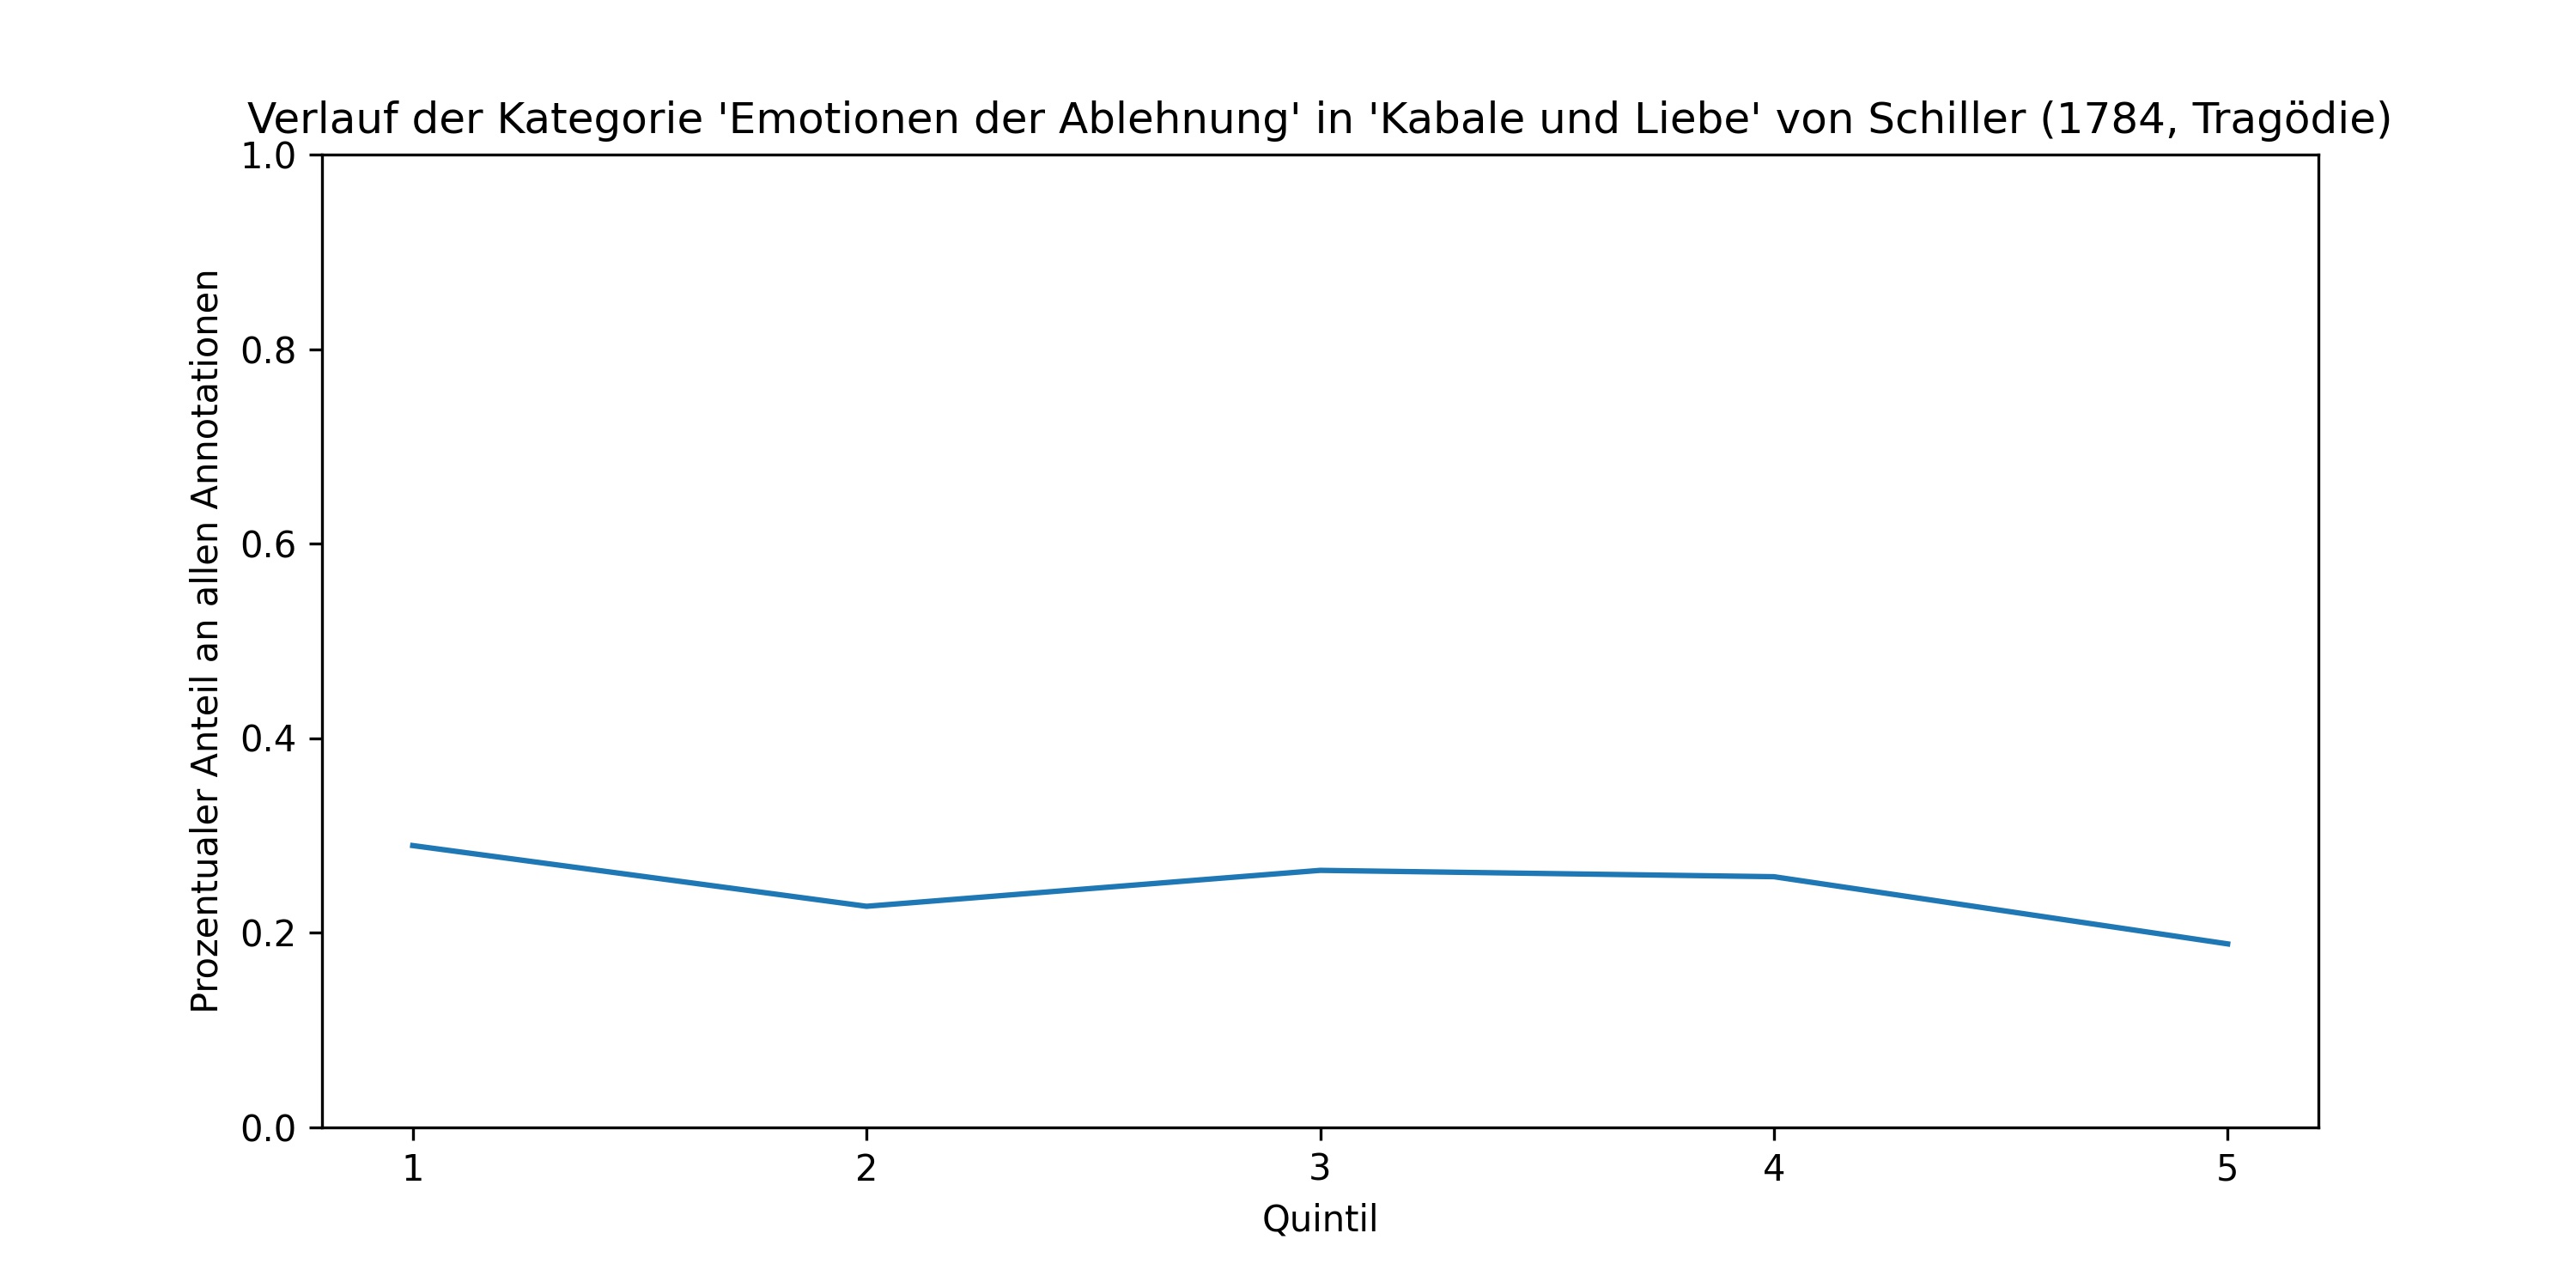 Verlauf der Kategorie 'Emotionen der Ablehnung' in 'Kabale und Liebe' von Schiller (1784, Tragödie)
Prozentualer Anteil an allen Annotationen
1.0
0.8
0.6
0.4
0.2
0.0
1 2 3 4 5
Quintil